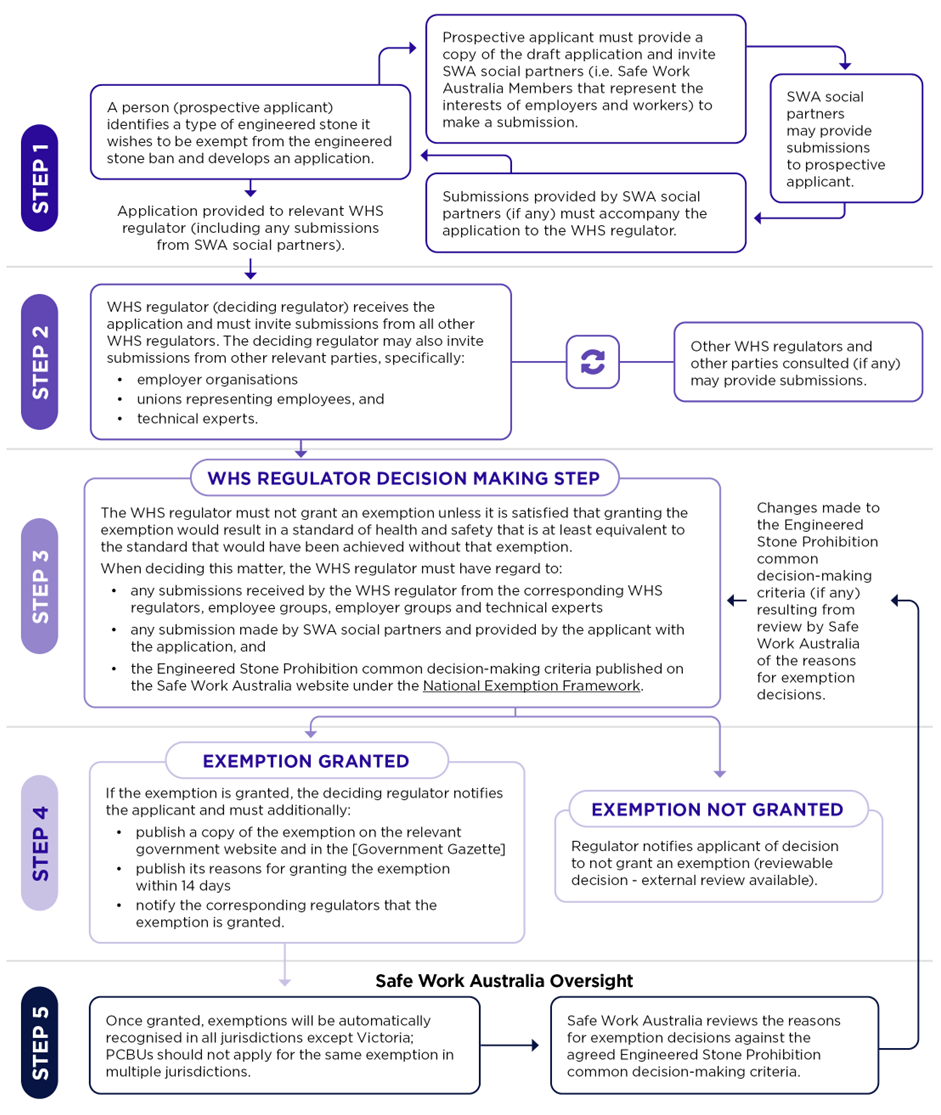 STEP 1
A person (prospective applicant)
identifies a type of engineered stone it
wishes to be exempt from the engineered
stone ban and develops an application.
Prospective applicant must provide a
copy of the draft application and invite
SWA social partners (i.e. Safe Work
Australia Members that represent the
interests of employers and workers) to
make a submission.
SWA social
partners
may provide
submissions
to prospective
applicant.
Submissions provided by SWA social
partners (if any) must accompany the
application to the WHS regulator.
Application provided to relevant WHS
regulator (including any submissions
from SWA social partners).
STEP 2
WHS regulator (deciding regulator) receives the
application and must invite submissions from all other
WHS regulators. The deciding regulator may also invite
submissions from other relevant parties, specifically:
• employer organisations
• unions representing employees, and
• technical experts.
Other WHS regulators and
other parties consulted (if any)
may provide submissions.
STEP 3
WHS REGULATOR DECISION MAKING STEP
The WHS regulator must not grant an exemption unless it is satisfied that granting the
exemption would result in a standard of health and safety that is at least equivalent to
the standard that would have been achieved without that exemption.
When deciding this matter, the WHS regulator must have regard to:
• any submissions received by the WHS regulator from the corresponding WHS
regulators, employee groups, employer groups and technical experts
• any submission made by SWA social partners and provided by the applicant with
the application, and
• the Engineered Stone Prohibition common decision-making criteria published on
the Safe Work Australia website under the National Exemption Framework.
Changes made to
the Engineered
Stone Prohibition
common
decision-making
criteria (if any)
resulting from
review by Safe
Work Australia
of the reasons
for exemption
decisions.
STEP 4
EXEMPTION GRANTED
If the exemption is granted, the deciding regulator notifies
the applicant and must additionally:
• publish a copy of the exemption on the relevant
government website and in the [Government Gazette]
• publish its reasons for granting the exemption
within 14 days
• notify the corresponding regulators that the
exemption is granted.
EXEMPTION NOT GRANTED
Regulator notifies applicant of decision
to not grant an exemption (reviewable
decision - external review available).
STEP 5
Safe Work Australia Oversight
Once granted, exemptions will be automatically
recognised in all jurisdictions except Victoria;
PCBUs should not apply for the same exemption in
multiple jurisdictions.
Safe Work Australia reviews the reasons
for exemption decisions against the
agreed Engineered Stone Prohibition
common decision-making criteria.